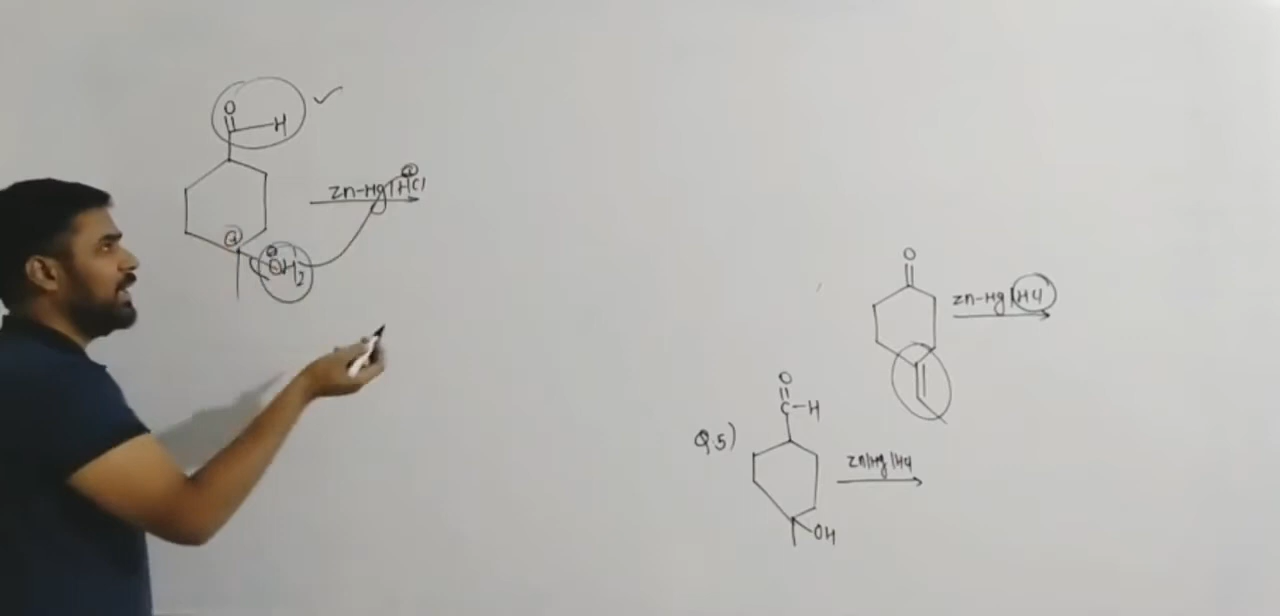 O
H
Zn-Hg|HCl
⊕
⊕
OH2
O
Zn-Hg|HCl
O
C-H
Q.5)
Zn|Hg|HCl
OH